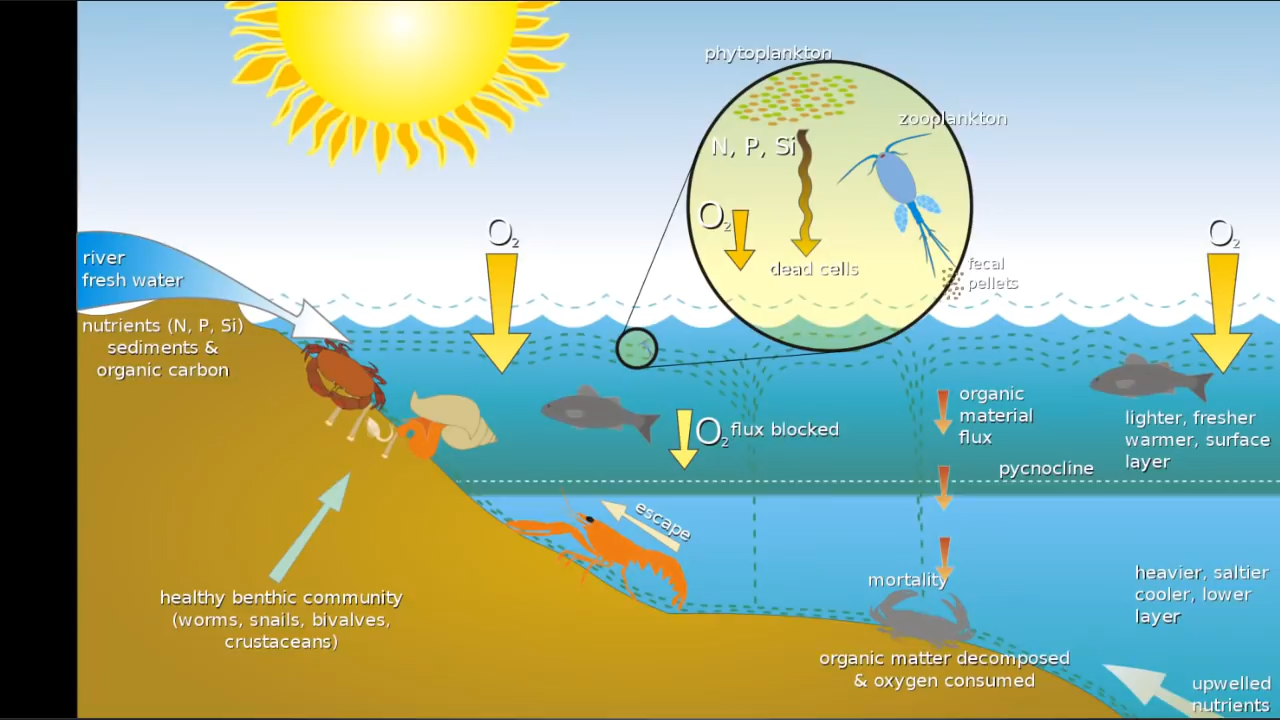 phytoplankton
zooplankton
N, P, Si
O₂
dead cells
fecal
pellets
O₂
O₂
river
fresh water
nutrients (N, P, Si)
sediments &
organic carbon
O₂ flux blocked
organic
material
flux
lighter, fresher
warmer, surface
layer
pycnocline
escape
healthy benthic community
(worms, snails, bivalves,
crustaceans)
mortality
heavier, saltier
cooler, lower
layer
organic matter decomposed
& oxygen consumed
upwelled
nutrients